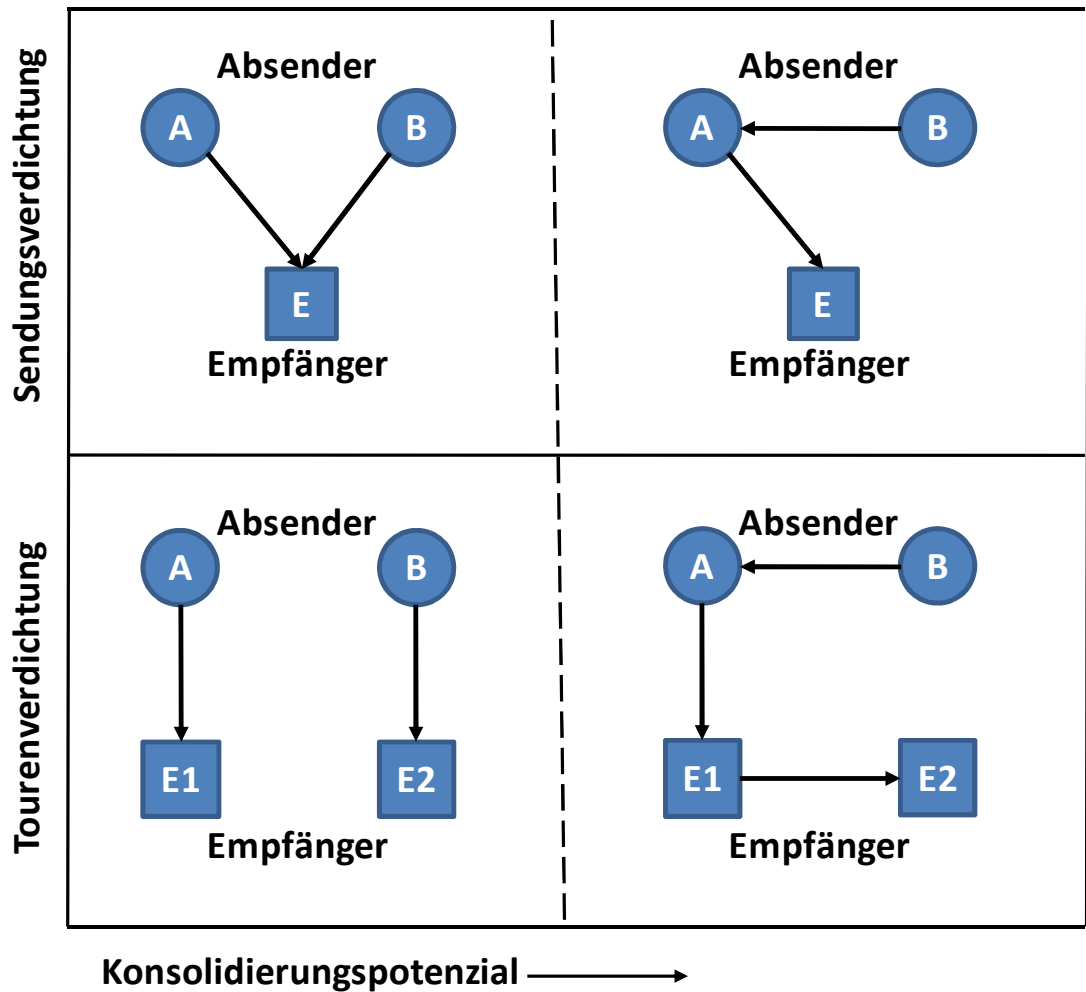 Sendungsverdichtung
Absender
A
B
E
Empfänger
Absender
A
B
E
Empfänger
Tourenverdichtung
Absender
A
B
E1
E2
Empfänger
Absender
A
B
E1
E2
Empfänger
Konsolidierungspotenzial